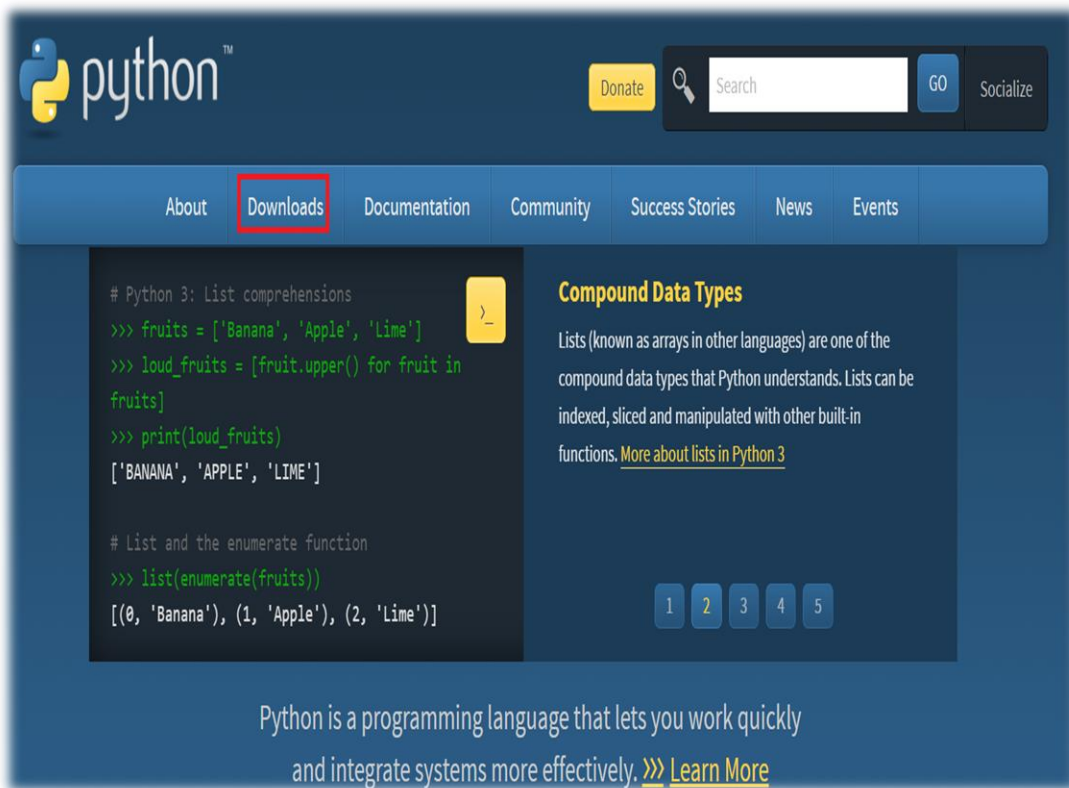 python™
Donate
Search
GO
Socialize
About
Downloads
Documentation
Community
Success Stories
News
Events
# Python 3: List comprehensions
>>> fruits = ['Banana', 'Apple', 'Lime']
>>> loud_fruits = [fruit.upper() for fruit in
fruits]
>>> print(loud_fruits)
['BANANA', 'APPLE', 'LIME']
# List and the enumerate function
>>> list(enumerate(fruits))
[(0, 'Banana'), (1, 'Apple'), (2, 'Lime')]
>_
Compound Data Types
Lists (known as arrays in other languages) are one of the
compound data types that Python understands. Lists can be
indexed, sliced and manipulated with other built-in
functions. More about lists in Python 3
1 2 3 4 5
Python is a programming language that lets you work quickly
and integrate systems more effectively. >>> Learn More